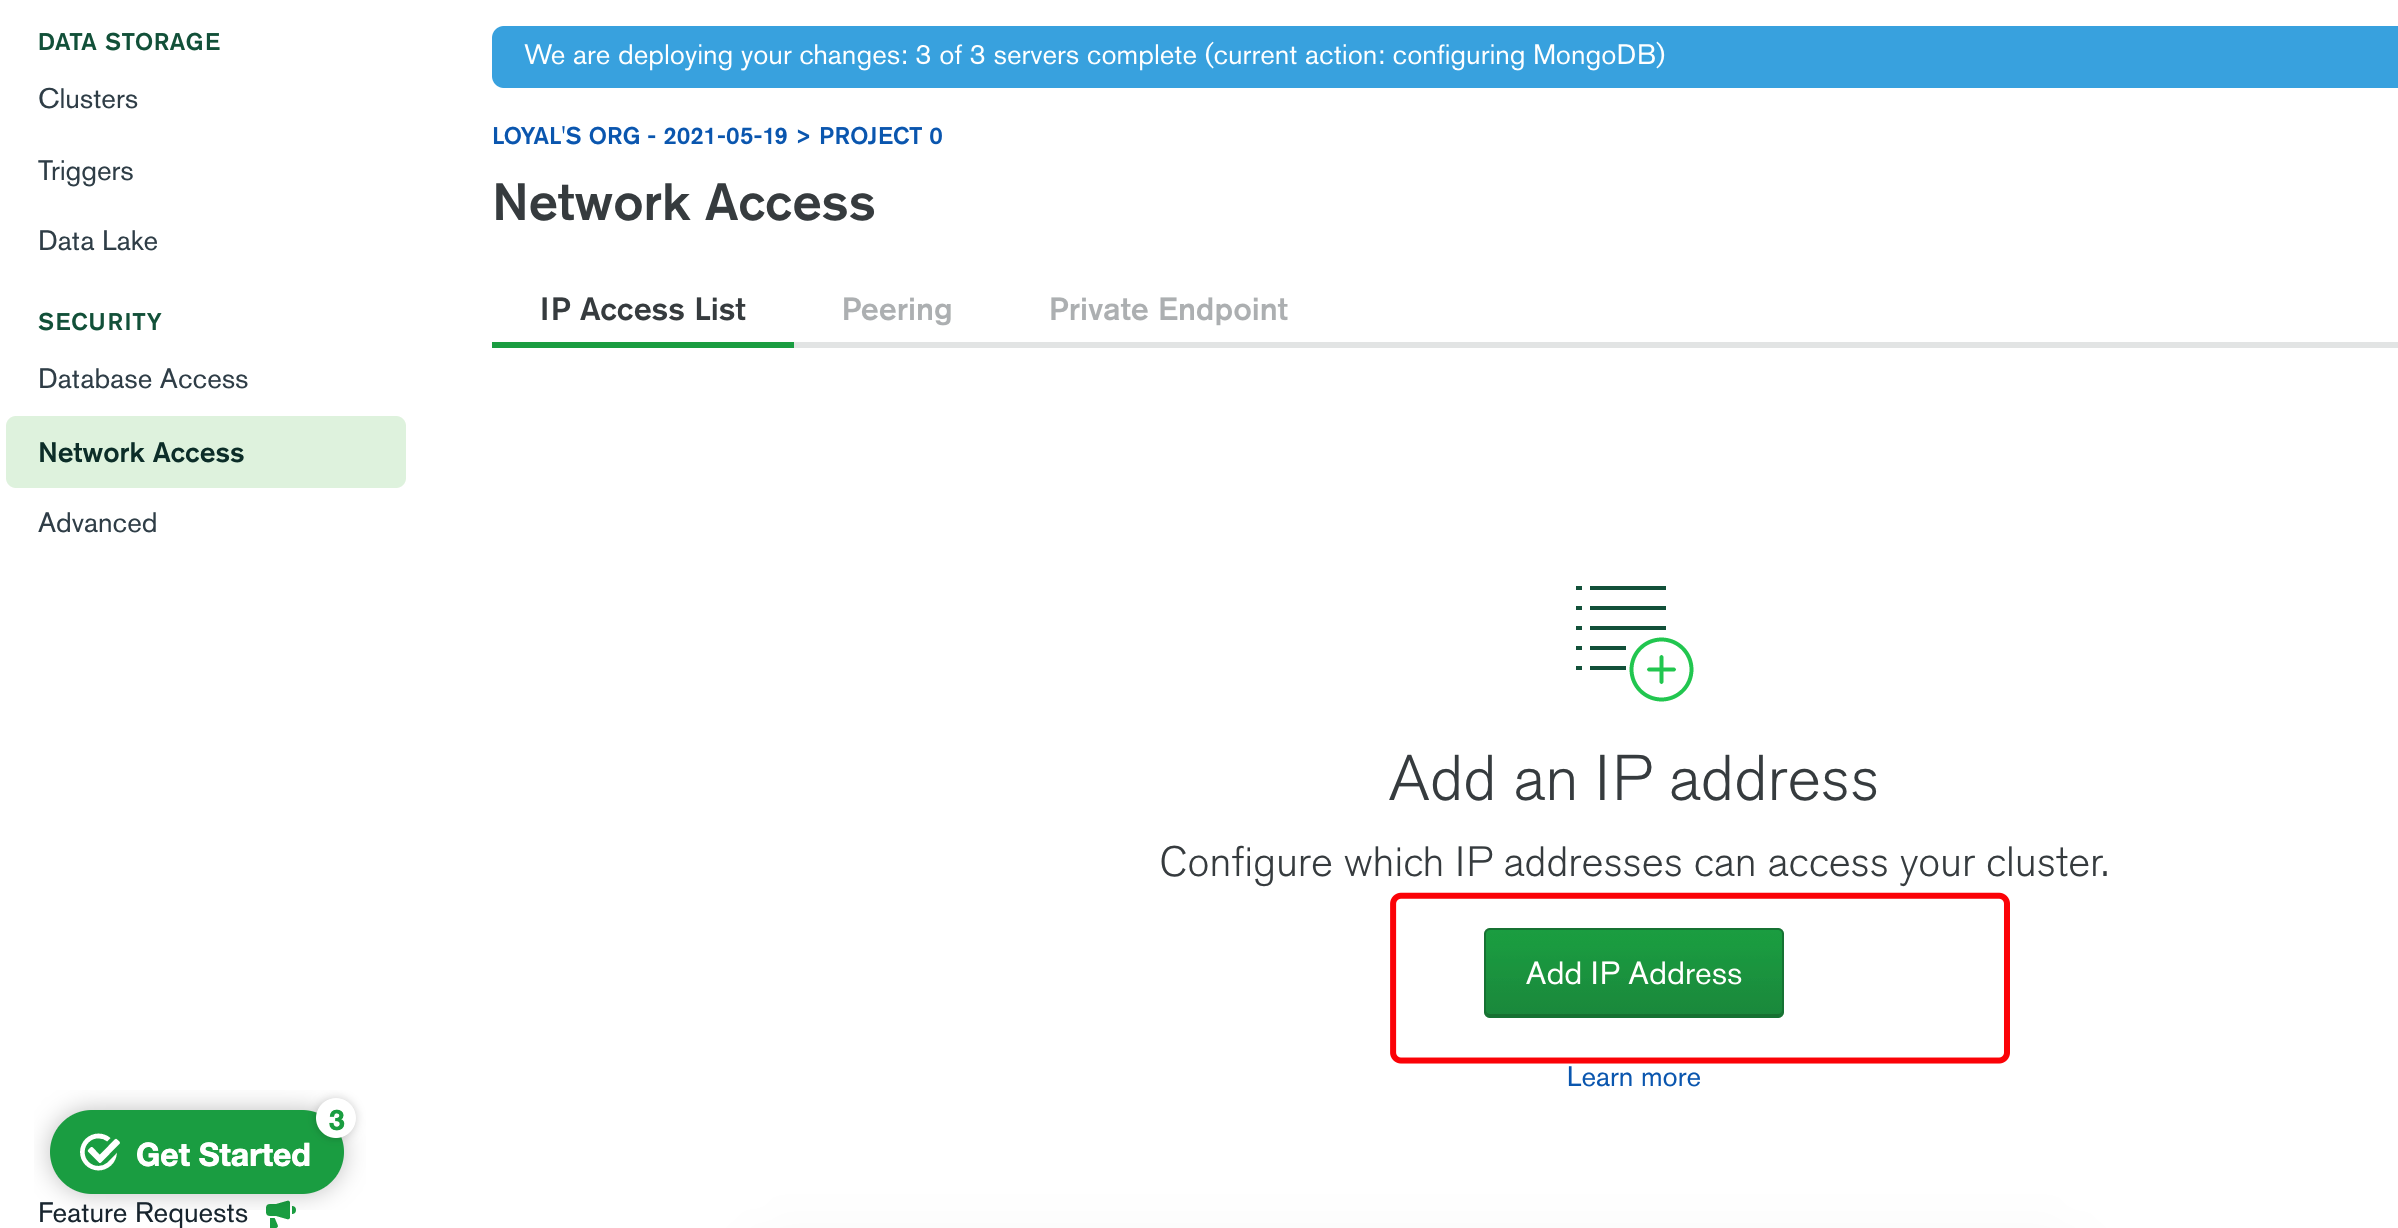 DATA STORAGE
Clusters
Triggers
Data Lake
SECURITY
Database Access
Network Access
Advanced
Get Started
3
Feature Requests
We are deploying your changes: 3 of 3 servers complete (current action: configuring MongoDB)
LOYAL'S ORG - 2021-05-19 > PROJECT 0
Network Access
IP Access List
Peering
Private Endpoint
Add an IP address
Configure which IP addresses can access your cluster.
Add IP Address
Learn more